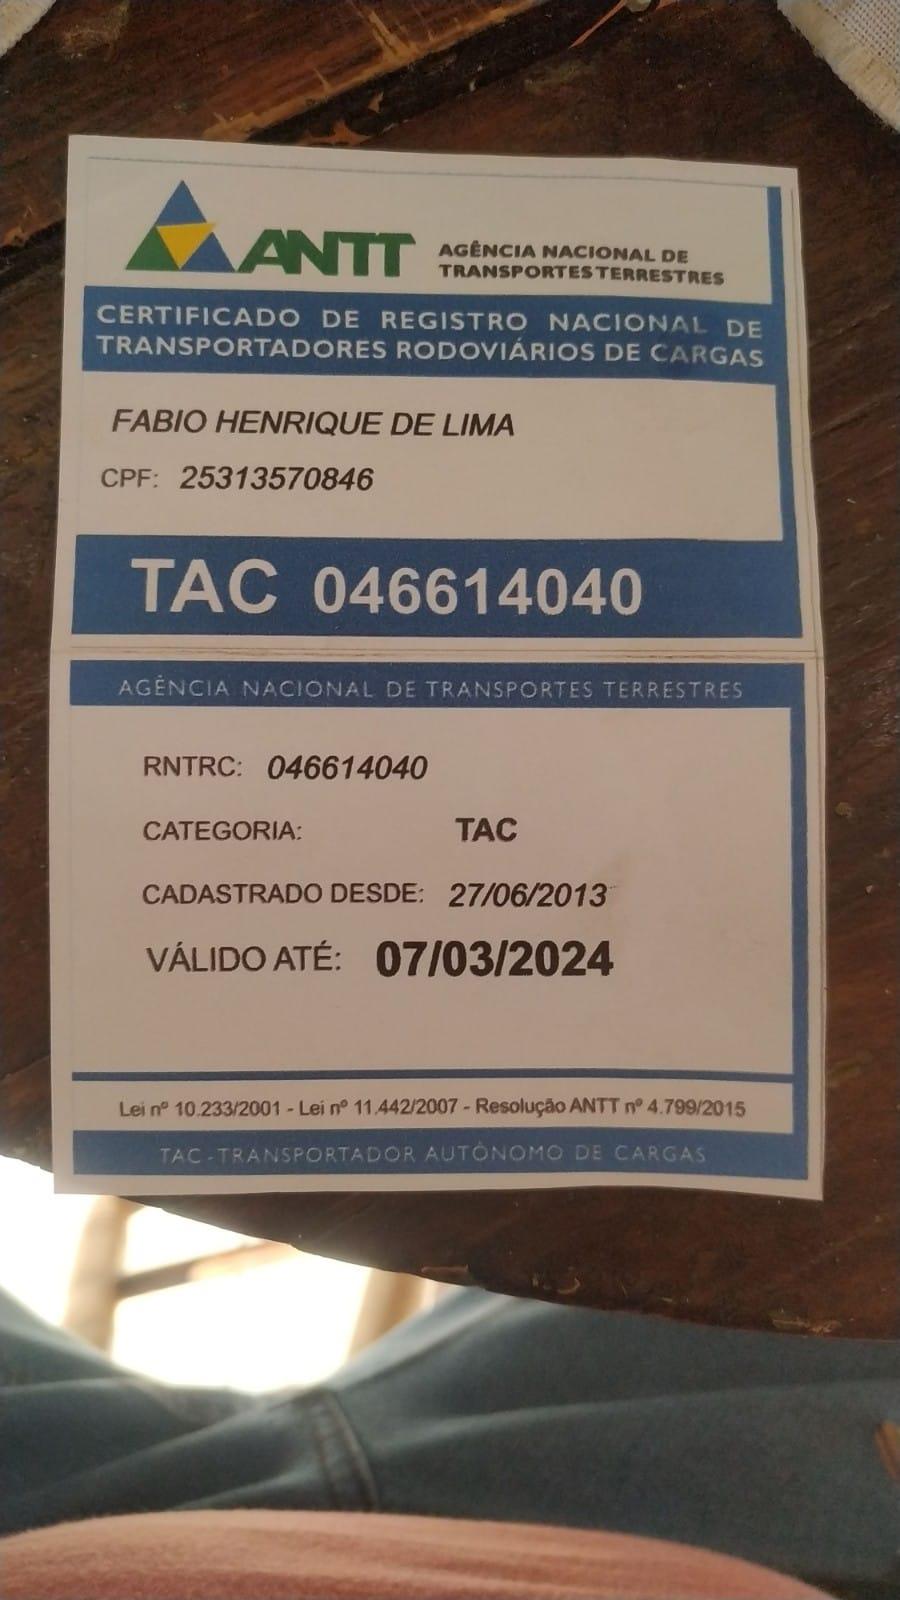 ANTT AGÊNCIA NACIONAL DE
TRANSPORTES TERRESTRES
CERTIFICADO DE REGISTRO NACIONAL DE
TRANSPORTADORES RODOVIÁRIOS DE CARGAS
FABIO HENRIQUE DE LIMA
CPF: 25313570846
TAC 046614040
AGÊNCIA NACIONAL DE TRANSPORTES TERRESTRES
RNTRC: 046614040
CATEGORIA: TAC
CADASTRADO DESDE: 27/06/2013
VÁLIDO ATÉ: 07/03/2024
Lei nº 10.233/2001 - Lei nº 11.442/2007 - Resolução ANTT nº 4.799/2015
TAC - TRANSPORTADOR AUTÔNOMO DE CARGAS